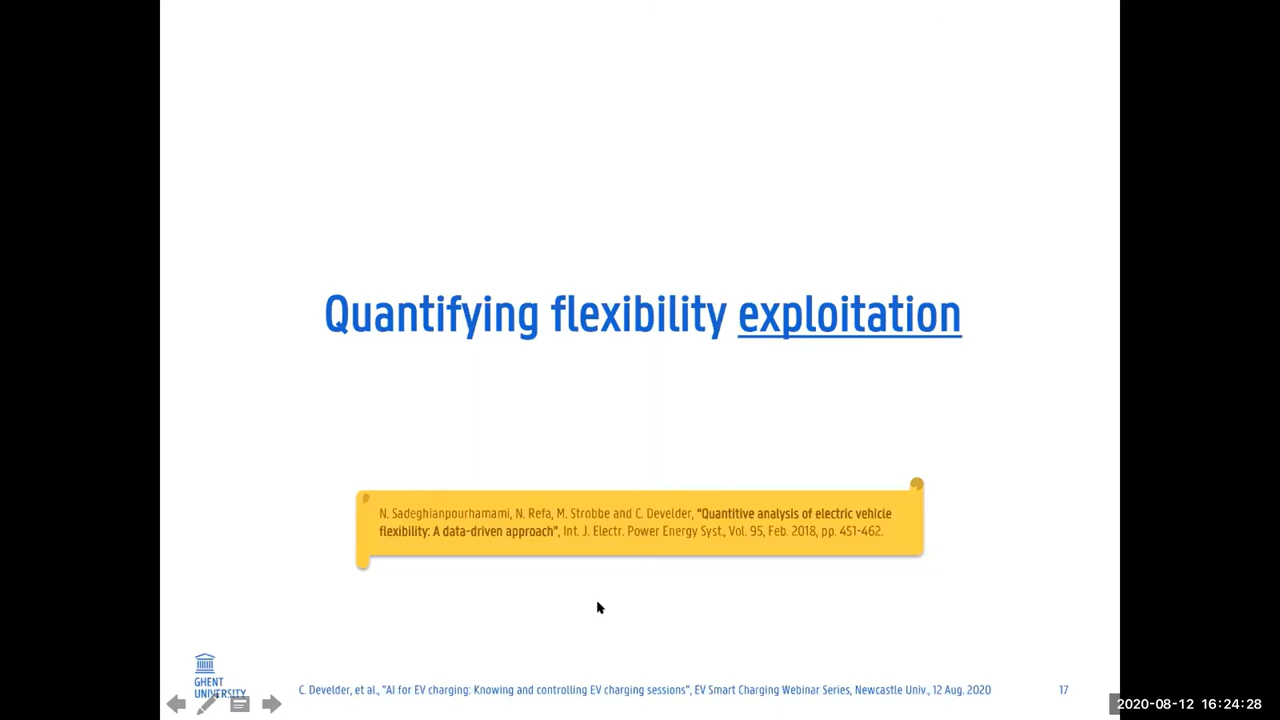 Quantifying flexibility exploitation
N. Sadeghianpourhamami, N. Refa, M. Strobbe and C. Develder, "Quantitive analysis of electric vehicle
flexibility: A data-driven approach", Int. J. Electr. Power Energy Syst., Vol. 95, Feb. 2018, pp. 451-462.
GHENT
UNIVERSITY
C. Develder, et al., "AI for EV charging: Knowing and controlling EV charging sessions", EV Smart Charging Webinar Series, Newcastle Univ., 12 Aug. 2020
17
2020-08-12 16:24:28